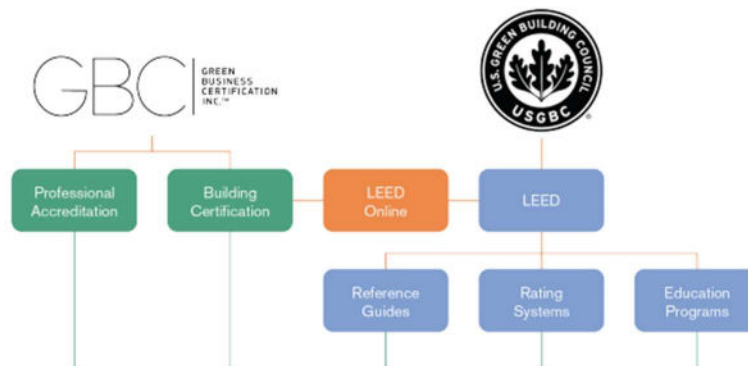 GBCI
GREEN
BUSINESS
CERTIFICATION
INC.™
U.S. GREEN BUILDING COUNCIL
USGBC
®
Professional
Accreditation
Building
Certification
LEED
Online
LEED
Reference
Guides
Rating
Systems
Education
Programs